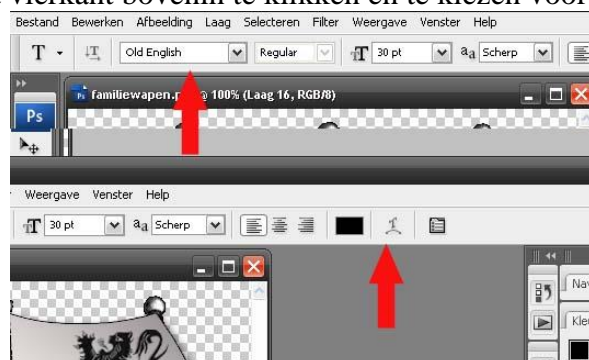 vierkant bovenin te klikken en te kiezen voor
Bestand Bewerken Afbeelding Laag Selecteren Filter Weergave Venster Help
T Old English Regular T 30 pt aa Scherp
familiewapen.p @ 100% (Laag 16, RGB/8)
Ps
Weergave Venster Help
T 30 pt aa Scherp
Nav
Kle